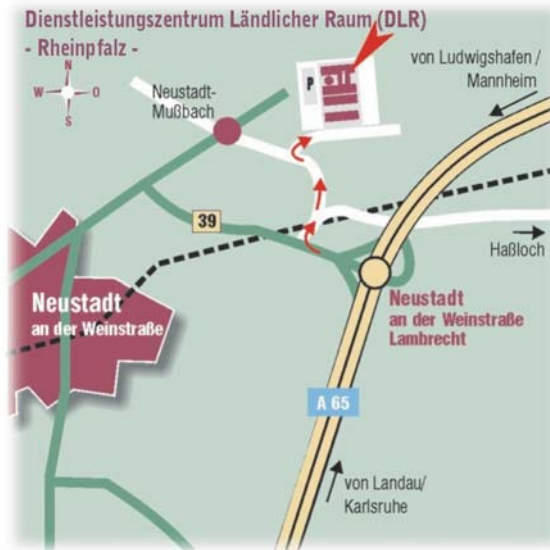 Dienstleistungszentrum Ländlicher Raum (DLR)
- Rheinpfalz -
N
W O
S
Neustadt-
Mußbach
P
von Ludwigshafen /
Mannheim
39
Haßloch
Neustadt
an der Weinstraße
Neustadt
an der Weinstraße
Lambrecht
A 65
von Landau/
Karlsruhe